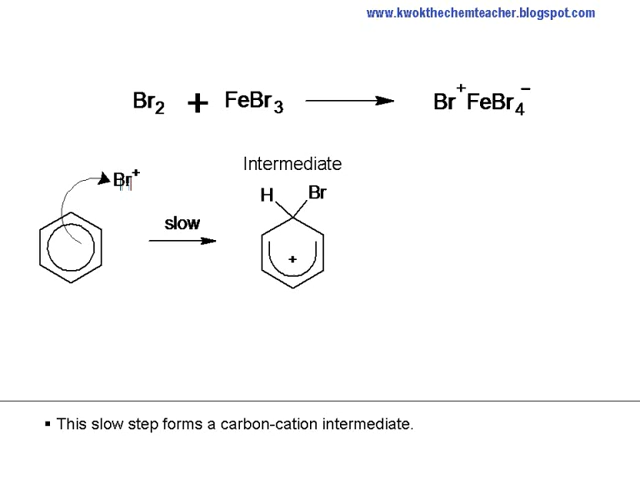 www.kwokthechemteacher.blogspot.com
Br₂ + FeBr₃ → Br⁺FeBr₄⁻
Intermediate
Br⁺
H Br
slow
+
▪ This slow step forms a carbon-cation intermediate.